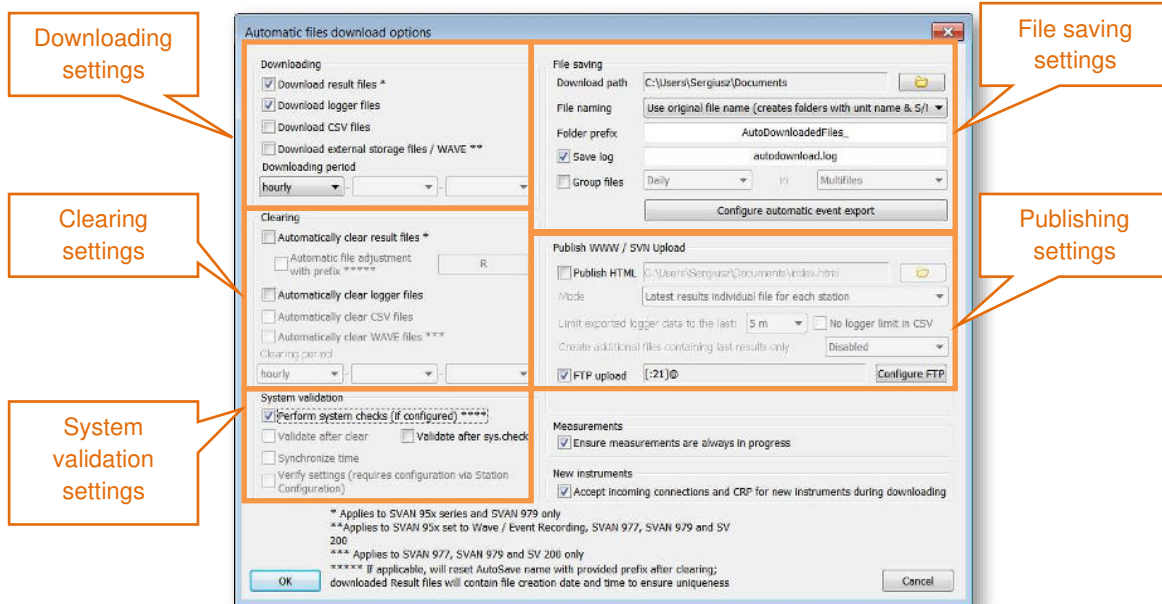 Downloading
settings
Clearing
settings
System
validation
settings
File saving
settings
Publishing
settings
Automatic files download options
Downloading
Download result files *
Download logger files
Download CSV files
Download external storage files / WAVE **
Downloading period
hourly - -
Clearing
Automatically clear result files *
Automatic file adjustment
with prefix ***** R
Automatically clear logger files
Automatically clear CSV files
Automatically clear WAVE files ***
Clearing period
hourly - -
System validation
Perform system checks (if configured) ****
Validate after clear Validate after sys.check
Synchronize time
Verify settings (requires configuration via Station
Configuration)
File saving
Download path C:\Users\Sergiusz\Documents
File naming Use original file name (creates folders with unit name & S/I
Folder prefix AutoDownloadedFiles_
Save log autodownload.log
Group files Daily in Multifiles
Configure automatic event export
Publish WWW / SVN Upload
Publish HTML C:\Users\Sergiusz\Documents\index.html
Mode Latest results individual file for each station
Limit exported logger data to the last: 5 m No logger limit in CSV
Create additional files containing last results only Disabled
FTP upload [:21]@ Configure FTP
Measurements
Ensure measurements are always in progress
New instruments
Accept incoming connections and CRP for new instruments during downloading
* Applies to SVAN 95x series and SVAN 979 only
**Applies to SVAN 95x set to Wave / Event Recording, SVAN 977, SVAN 979 and SV
200
*** Applies to SVAN 977, SVAN 979 and SV 200 only
***** If applicable, will reset AutoSave name with provided prefix after clearing;
downloaded Result files will contain file creation date and time to ensure uniqueness
OK Cancel